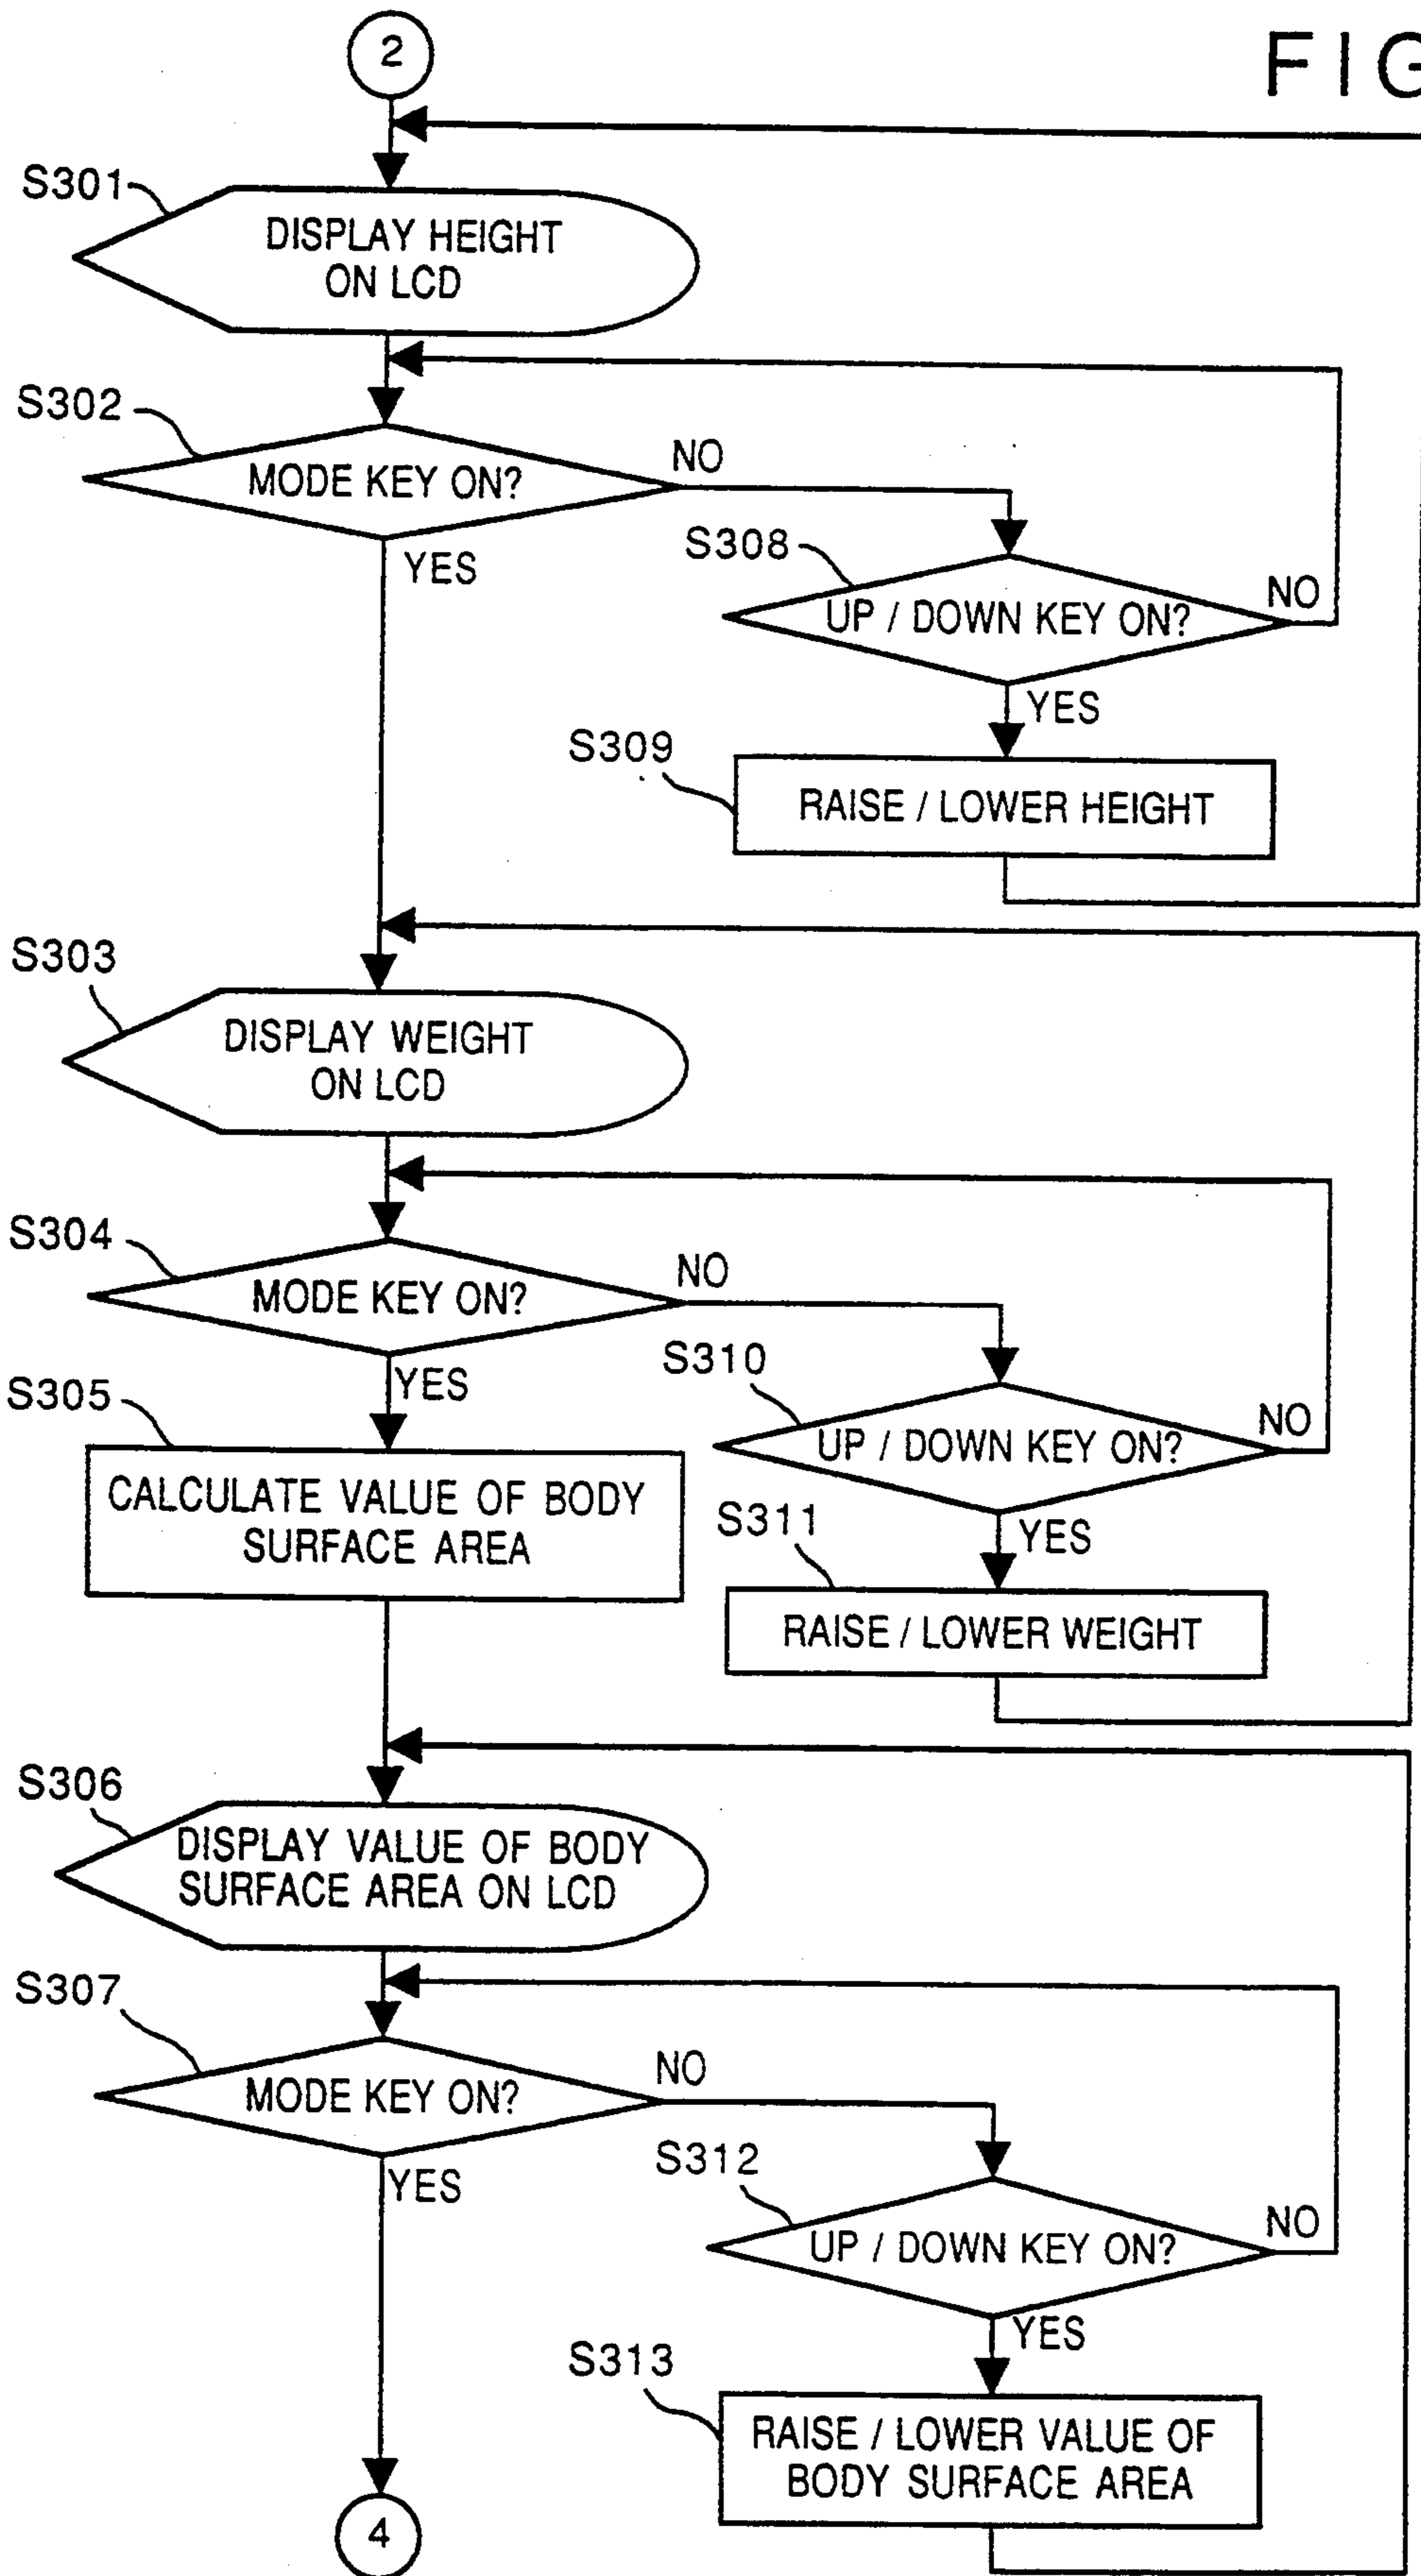 2
FIG
S301
DISPLAY HEIGHT
ON LCD
S302
MODE KEY ON?
NO
YES
S308
UP / DOWN KEY ON?
NO
YES
S309
RAISE / LOWER HEIGHT
S303
DISPLAY WEIGHT
ON LCD
S304
MODE KEY ON?
NO
YES
S310
UP / DOWN KEY ON?
NO
YES
S305
CALCULATE VALUE OF BODY
SURFACE AREA
S311
RAISE / LOWER WEIGHT
S306
DISPLAY VALUE OF BODY
SURFACE AREA ON LCD
S307
MODE KEY ON?
NO
YES
S312
UP / DOWN KEY ON?
NO
YES
S313
RAISE / LOWER VALUE OF
BODY SURFACE AREA
4